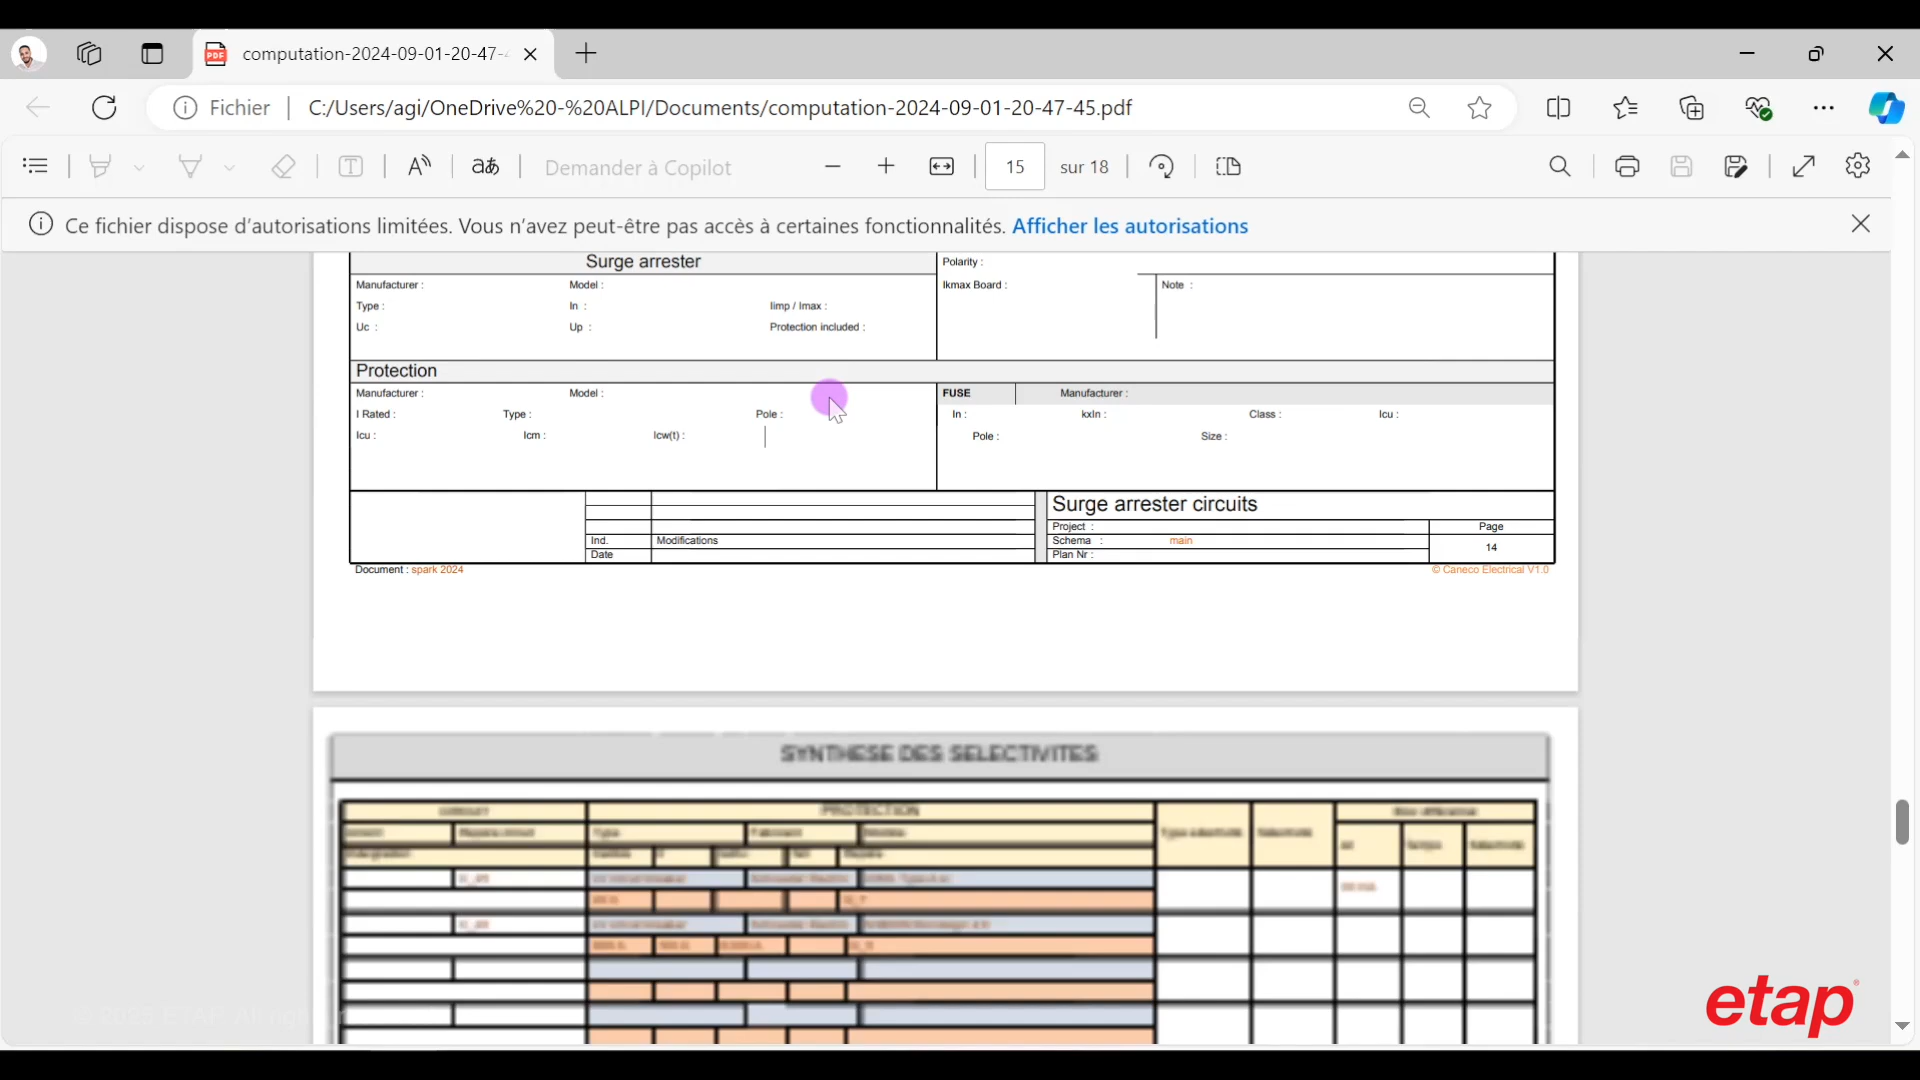 computation-2024-09-01-20-47-
Fichier
C:/Users/agi/OneDrive%20-%20ALPI/Documents/computation-2024-09-01-20-47-45.pdf
Demander à Copilot
15 sur 18
Ce fichier dispose d'autorisations limitées. Vous n'avez peut-être pas accès à certaines fonctionnalités. Afficher les autorisations
Surge arrester
Polarity :
Manufacturer : Model :
Ikmax Board : Note :
Type : In : Iimp / Imax :
Uc : Up : Protection included :
Protection
Manufacturer : Model :
FUSE Manufacturer :
I Rated : Type : Pole :
In : kxIn : Class : Icu :
Icu : Icm : Icw(t) :
Pole : Size :
Surge arrester circuits
Project : Page
Ind. Modifications
Schema : main
14
Date
Plan Nr :
Document : spark 2024
© Caneco Electrical V1.0
SYNTHESE DES SELECTIVITES
PROTECTION
etap